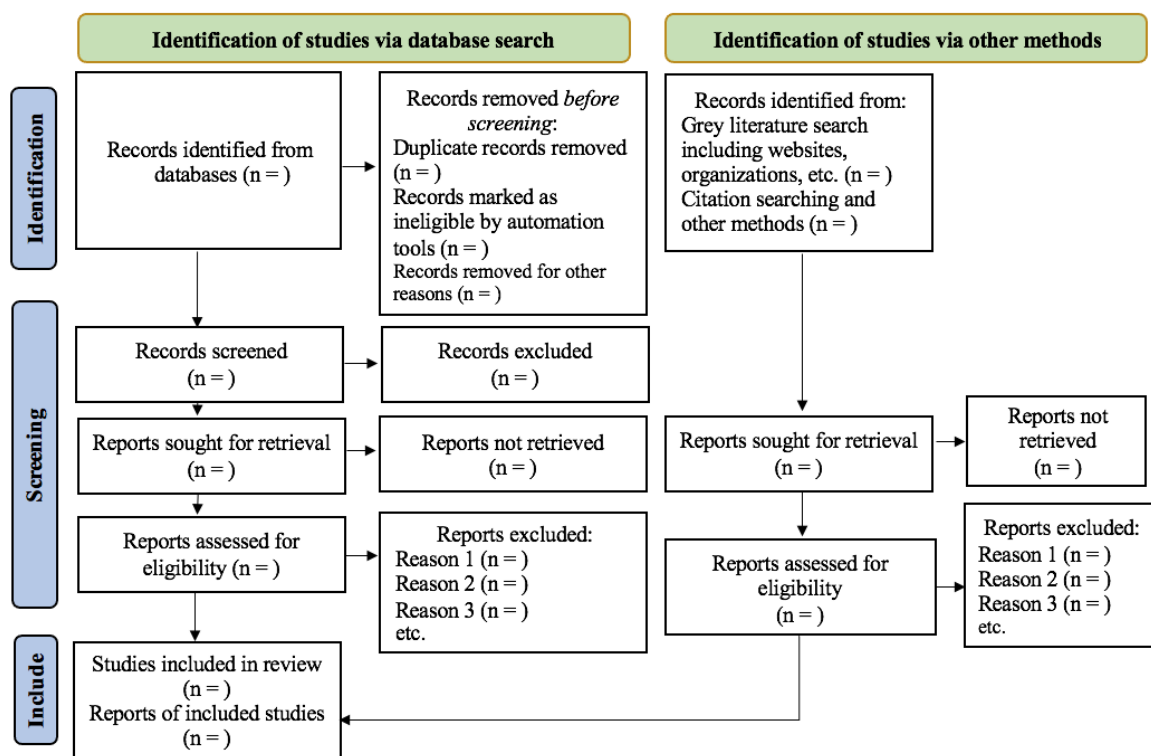 Identification of studies via database search
Identification of studies via other methods
Identification
Records identified from
databases (n = )
Records removed before
screening:
Duplicate records removed
(n = )
Records marked as
ineligible by automation
tools (n = )
Records removed for other
reasons (n = )
Records identified from:
Grey literature search
including websites,
organizations, etc. (n = )
Citation searching and
other methods (n = )
Screening
Records screened
(n = )
Records excluded
(n = )
Reports sought for retrieval
(n = )
Reports not retrieved
(n = )
Reports sought for retrieval
(n = )
Reports not
retrieved
(n = )
Reports assessed for
eligibility (n = )
Reports excluded:
Reason 1 (n = )
Reason 2 (n = )
Reason 3 (n = )
etc.
Reports assessed for
eligibility
(n = )
Reports excluded:
Reason 1 (n = )
Reason 2 (n = )
Reason 3 (n = )
etc.
Include
Studies included in review
(n = )
Reports of included studies
(n = )